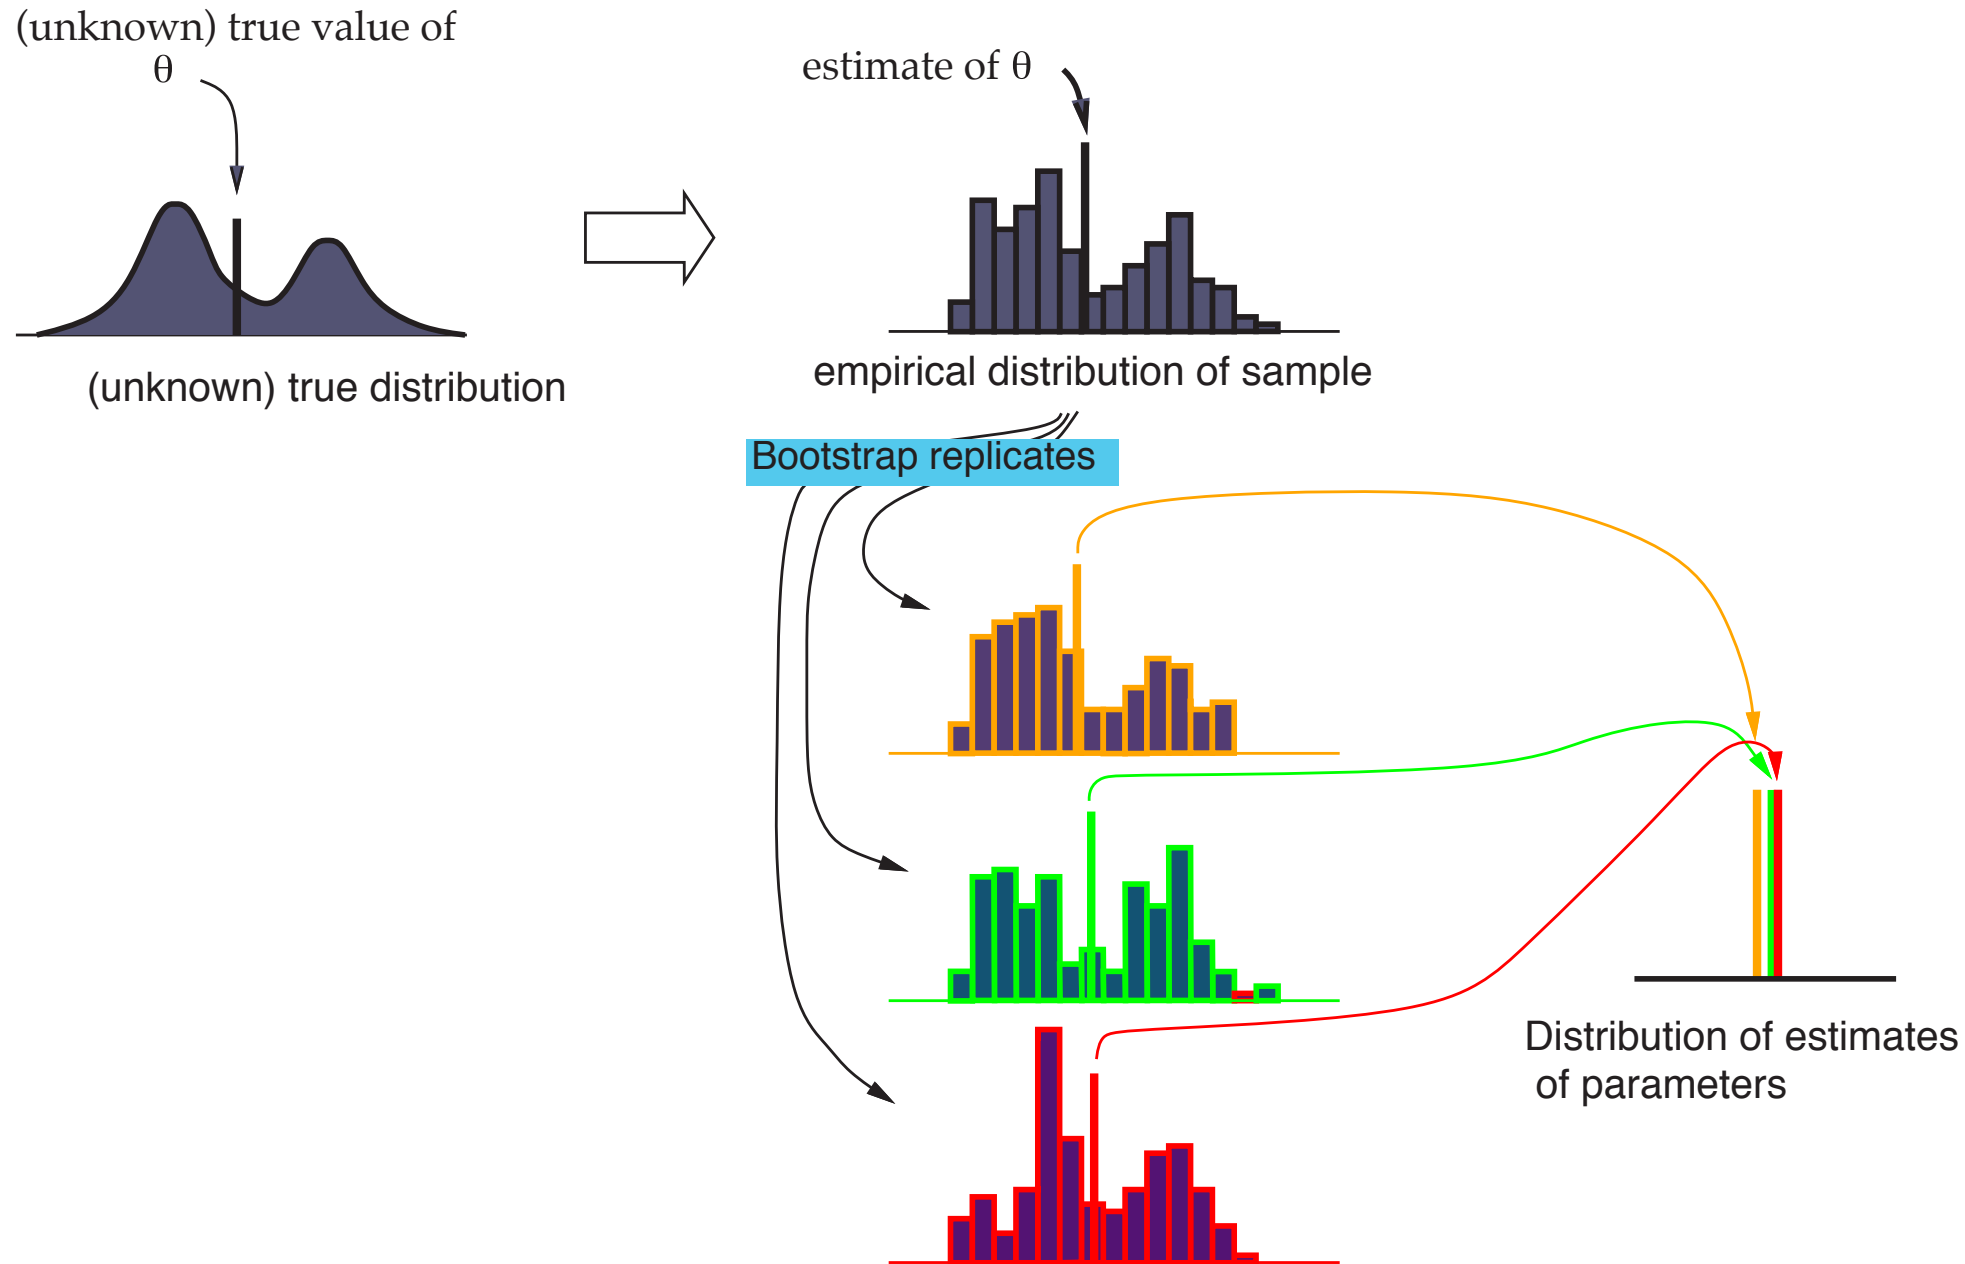 (unknown) true value of
θ
estimate of θ
(unknown) true distribution
empirical distribution of sample
Bootstrap replicates
Distribution of estimates
of parameters